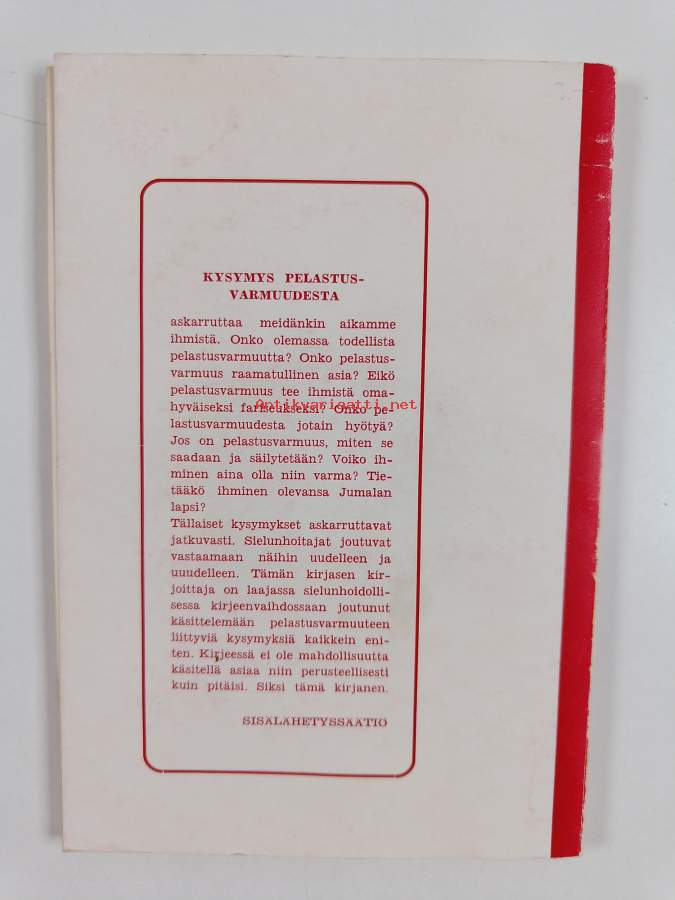 KYSYMYS PELASTUS-
VARMUUDESTA
askarruttaa meidänkin aikamme
ihmistä. Onko olemassa todellista
pelastusvarmuutta? Onko pelastus-
varmuus raamatullinen asia? Eikö
pelastusvarmuus tee ihmistä oma-
hyväiseksi fariseukseksi? Onko pe-
Antikvariaatti.net
lastusvarmuudesta jotain hyötyä?
Jos on pelastusvarmuus, miten se
saadaan ja säilytetään? Voiko ih-
minen aina olla niin varma? Tie-
tääkö ihminen olevansa Jumalan
lapsi?
Tällaiset kysymykset askarruttavat
jatkuvasti. Sielunhoitajat joutuvat
vastaamaan näihin uudelleen ja
uuudelleen. Tämän kirjasen kir-
joittaja on laajassa sielunhoidolli-
sessa kirjeenvaihdossaan joutunut
käsittelemään pelastusvarmuuteen
liittyviä kysymyksiä kaikkein eni-
ten. Kirjeessä ei ole mahdollisuutta
käsitellä asiaa niin perusteellisesti
kuin pitäisi. Siksi tämä kirjanen.
SISÄLÄHETYSSÄÄTIÖ